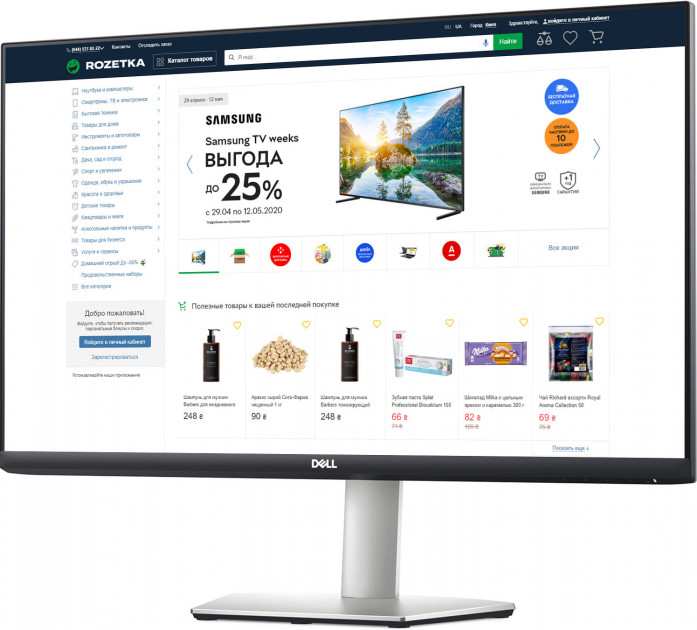 RU | UA Город Киев Здравствуйте, войдите в личный кабинет
(044) 537-02-22 Контакты Отследить заказ
ROZETKA Каталог товаров Я ищу... Найти
Ноутбуки и компьютеры
Смартфоны, ТВ и электроника
Бытовая техника
Товары для дома
Инструменты и автотовары
Сантехника и ремонт
Дача, сад и огород
Спорт и увлечения
Одежда, обувь и украшения
Красота и здоровье
Детские товары
Канцтовары и книги
Алкогольные напитки и продукты
Товары для бизнеса
Услуги и сервисы
Домашний отрыв! До -50%
Продовольственные наборы
Все категории
Добро пожаловать!
Войдите, чтобы получать рекомендации,
персональные бонусы и скидки.
Войдите в личный кабинет
Зарегистрироваться
Устанавливайте наши приложения
29 апреля - 12 мая
SAMSUNG
Samsung TV weeks
ВЫГОДА
до 25%
с 29.04 по 12.05.2020
БЕСПЛАТНАЯ
ДОСТАВКА
ОПЛАТА
ЧАСТЯМИ ДО
10
ПЛАТЕЖЕЙ
SAMSUNG
+1
ГОД
ГАРАНТИЯ
Все акции
Полезные товары к вашей последней покупке
Шампунь для мужчин
Barbers для ежедневного
248 ₴
Арахис сырой Сити-Ферма
чищенный 1 кг
90 ₴
Шампунь для мужчин
Barbers тонизирующий
248 ₴
Зубная паста Splat
Professional Biocalcium 100
66 ₴
77 ₴
Milka
Шоколад Milka с цельным
орехом и карамелью 300 г
82 ₴
109 ₴
Чай Richard ассорти Royal
Aroma Collection 50
69 ₴
75 ₴
Показать еще ↓
DELL